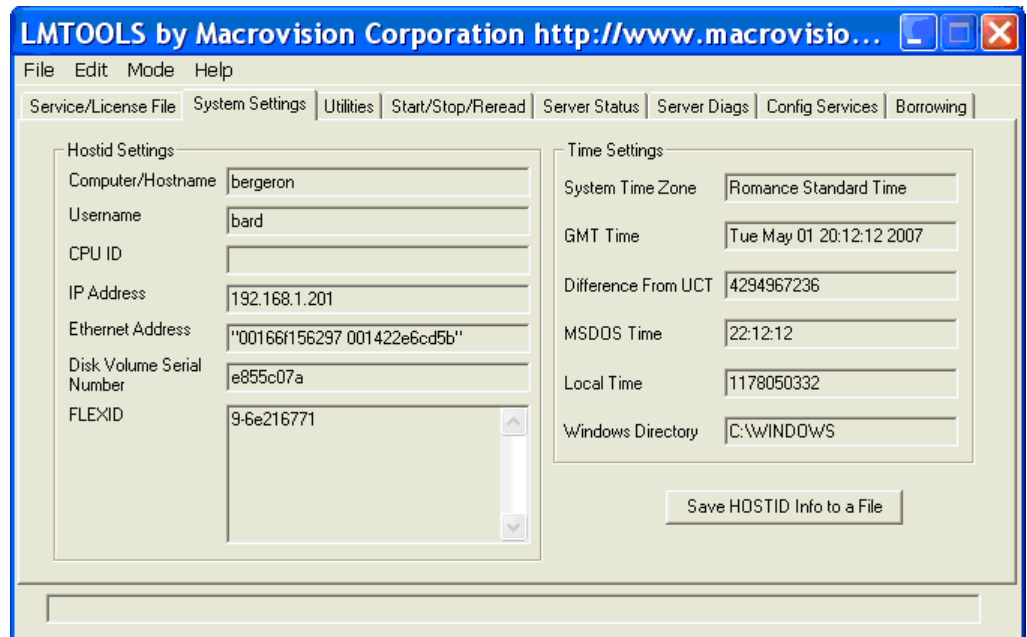 LMTOOLS by Macrovision Corporation http://www.macrovisio...
File Edit Mode Help
Service/License File System Settings Utilities Start/Stop/Reread Server Status Server Diags Config Services Borrowing
Hostid Settings
Computer/Hostname bergeron
Username bard
CPU ID
IP Address 192.168.1.201
Ethernet Address "00166f156297 001422e6cd5b"
Disk Volume Serial
Number e855c07a
FLEXID 9-6e216771
Time Settings
System Time Zone Romance Standard Time
GMT Time Tue May 01 20:12:12 2007
Difference From UCT 4294967236
MSDOS Time 22:12:12
Local Time 1178050332
Windows Directory C:\WINDOWS
Save HOSTID Info to a File